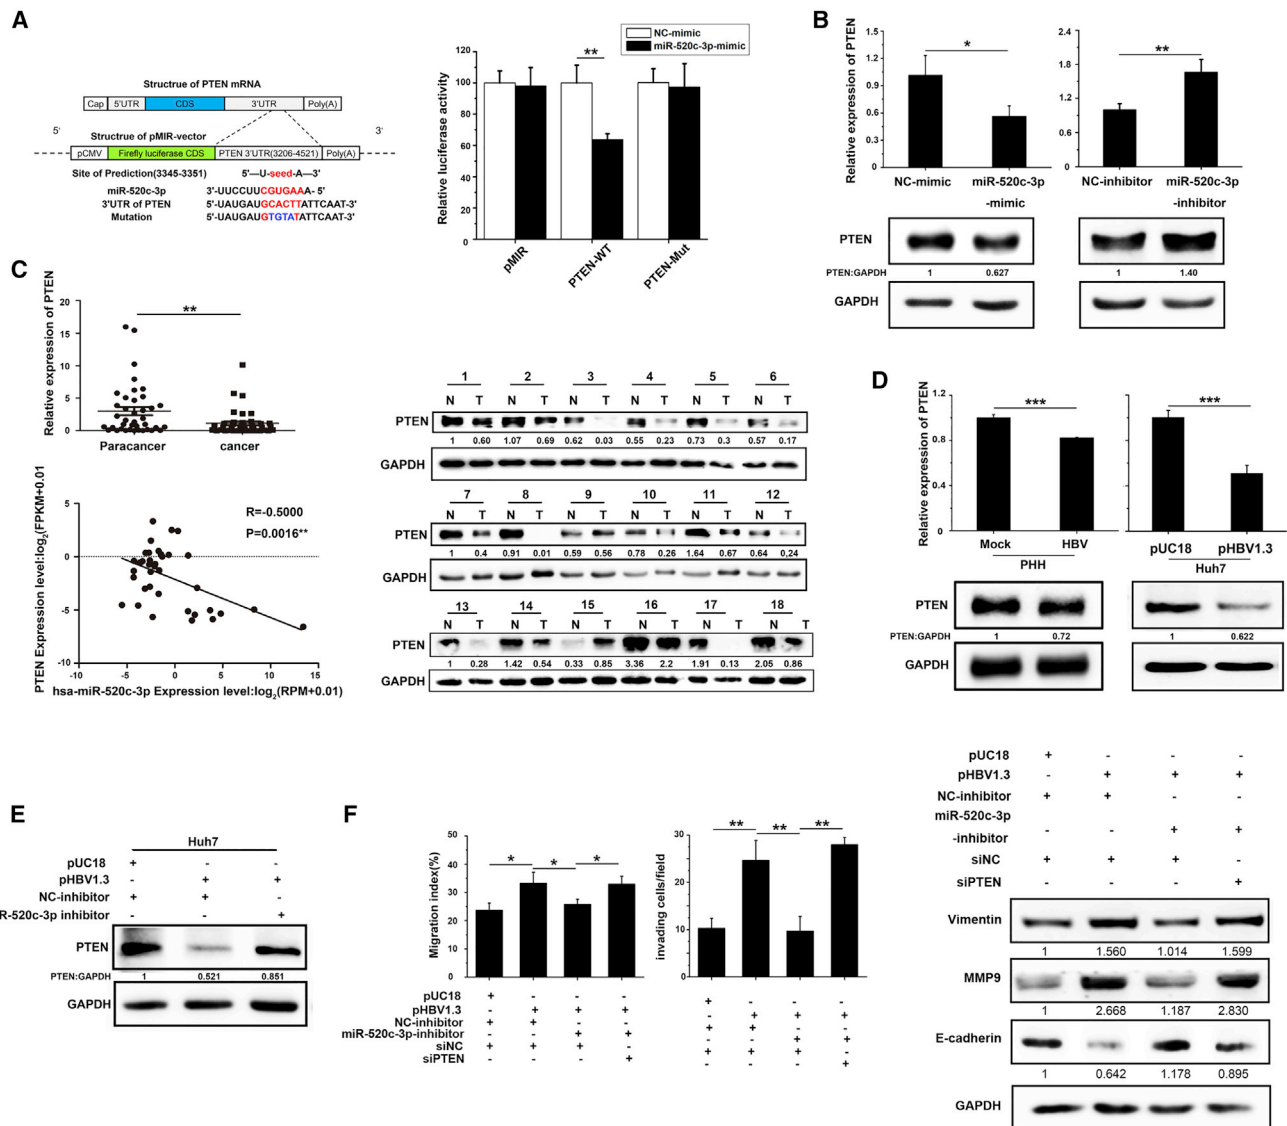 A
Structrue of PTEN mRNA
Cap 5'UTR CDS 3'UTR Poly(A)
5' 3'
Structrue of pMIR-vector
pCMV Firefly luciferase CDS PTEN 3'UTR(3206-4521) Poly(A)
Site of Prediction(3345-3351) 5'—U-seed-A—3'
miR-520c-3p 3'-UUCCUUCGUGAAA- 5'
3'UTR of PTEN 5'-UAUGAUGCACTTATTCAAT-3'
Mutation 5'-UAUGAUGTGTATATTCAAT-3'
NC-mimic
miR-520c-3p-mimic
Relative luciferase activity
120
100
80
60
40
20
0
**
pMIR PTEN-WT PTEN-Mut
B
Relative expression of PTEN
1.5
1.2
0.9
0.6
0.3
0
*
NC-mimic miR-520c-3p
-mimic
2.4
1.8
1.2
0.6
0
**
NC-inhibitor miR-520c-3p
-inhibitor
PTEN
PTEN:GAPDH 1 0.627 1 1.40
GAPDH
C
Relative expression of PTEN
20
15
10
5
0
**
Paracancer cancer
PTEN Expression level:log2(FPKM+0.01)
5
0
-5
-10
R=-0.5000
P=0.0016**
-10 -5 0 5 10 15
hsa-miR-520c-3p Expression level:log2(RPM+0.01)
1 2 3 4 5 6
N T N T N T N T N T N T
PTEN
1 0.60 1.07 0.69 0.62 0.03 0.55 0.23 0.73 0.3 0.57 0.17
GAPDH
7 8 9 10 11 12
N T N T N T N T N T N T
PTEN
1 0.4 0.91 0.01 0.59 0.56 0.78 0.26 1.64 0.67 0.64 0,24
GAPDH
13 14 15 16 17 18
N T N T N T N T N T N T
PTEN
1 0.28 1.42 0.54 0.33 0.85 3.36 2.2 1.91 0.13 2.05 0.86
GAPDH
D
Relative expression of PTEN
1.2
0.8
0.4
0
***
Mock HBV
PHH
***
pUC18 pHBV1.3
Huh7
PTEN
PTEN:GAPDH 1 0.72 1 0.622
GAPDH
E
Huh7
pUC18 + - -
pHBV1.3 - + +
NC-inhibitor + + -
R-520c-3p inhibitor - - +
PTEN
PTEN:GAPDH 1 0.521 0.851
GAPDH
F
Migration index(%)
50
40
30
20
10
0
* * *
invading cells/field
30
20
10
0
** ** **
pUC18 + - - - + - - -
pHBV1.3 - + + + - + + +
NC-inhibitor + + - - + + - -
miR-520c-3p-inhibitor - - + + - - + +
siNC + + + - + + + -
siPTEN - - - + - - - +
pUC18 + - - -
pHBV1.3 - + + +
NC-inhibitor + + - -
miR-520c-3p
-inhibitor - - + +
siNC + + + -
siPTEN - - - +
Vimentin
1 1.560 1.014 1.599
MMP9
1 2.668 1.187 2.830
E-cadherin
1 0.642 1.178 0.895
GAPDH